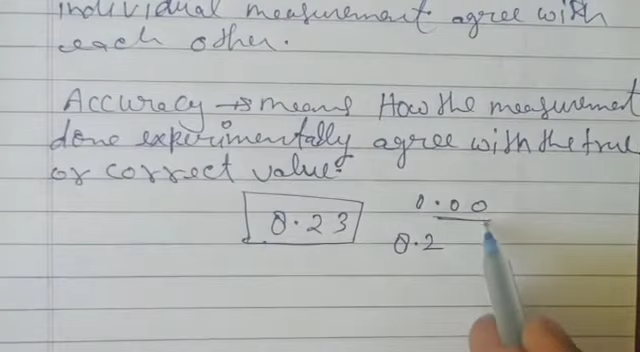 individual measurement agree with
each other.
Accuracy → means How the measurement
done experimentally agree with the true
or correct value:
0.23
0.00
0.2